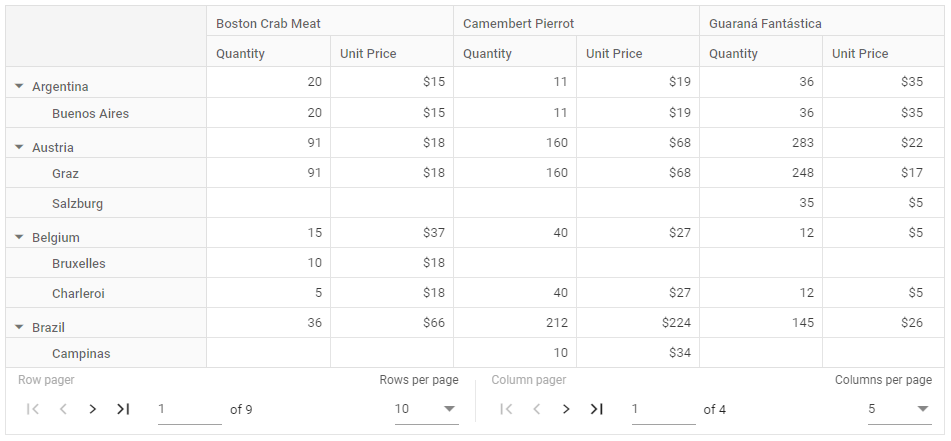 Boston Crab Meat Camembert Pierrot Guaraná Fantástica
Quantity Unit Price Quantity Unit Price Quantity Unit Price
Argentina 20 $15 11 $19 36 $35
Buenos Aires 20 $15 11 $19 36 $35
Austria 91 $18 160 $68 283 $22
Graz 91 $18 160 $68 248 $17
Salzburg 35 $5
Belgium 15 $37 40 $27 12 $5
Bruxelles 10 $18
Charleroi 5 $18 40 $27 12 $5
Brazil 36 $66 212 $224 145 $26
Campinas 10 $34
Row pager Rows per page Column pager Columns per page
1 of 9 10 1 of 4 5